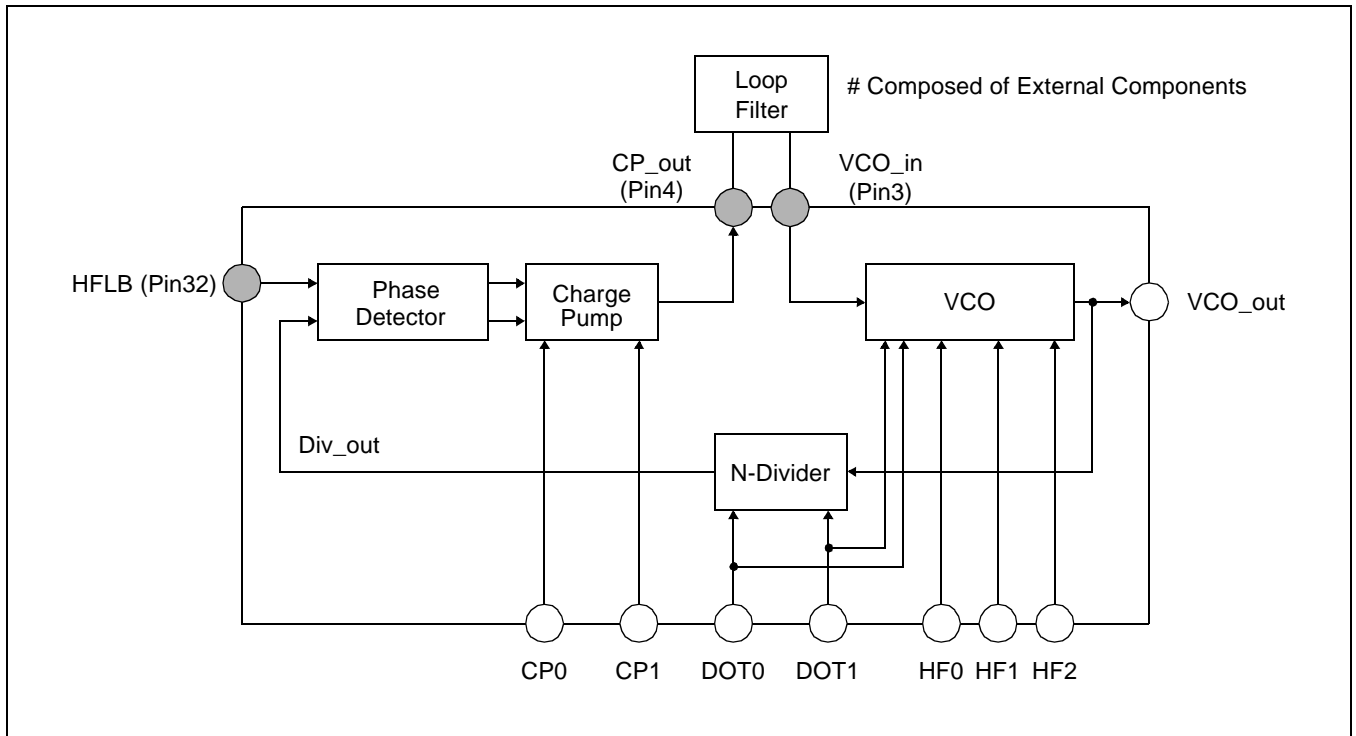 Loop
Filter
# Composed of External Components
CP_out
(Pin4)
VCO_in
(Pin3)
HFLB (Pin32)
Phase
Detector
Charge
Pump
VCO
VCO_out
Div_out
N-Divider
CP0
CP1
DOT0
DOT1
HF0
HF1
HF2